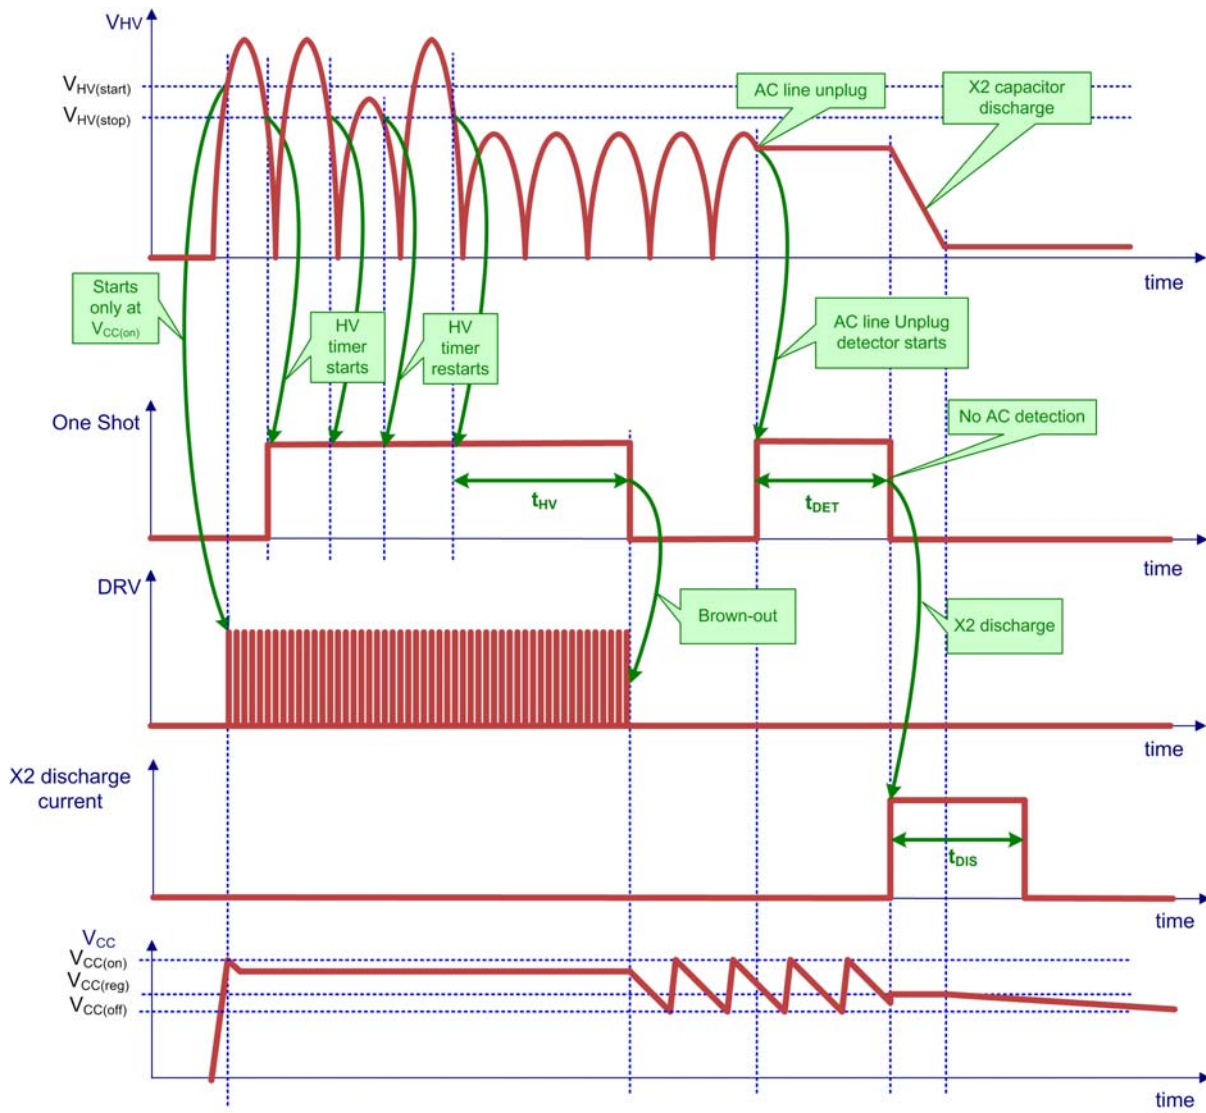 VHV
VHV(start)
VHV(stop)
AC line unplug
X2 capacitor
discharge
time
Starts
only at
VCC(on)
HV
timer
starts
HV
timer
restarts
AC line Unplug
detector starts
One Shot
No AC detection
tHV
tDET
time
DRV
Brown-out
X2 discharge
time
X2 discharge
current
tDIS
time
VCC
VCC(on)
VCC(reg)
VCC(off)
time